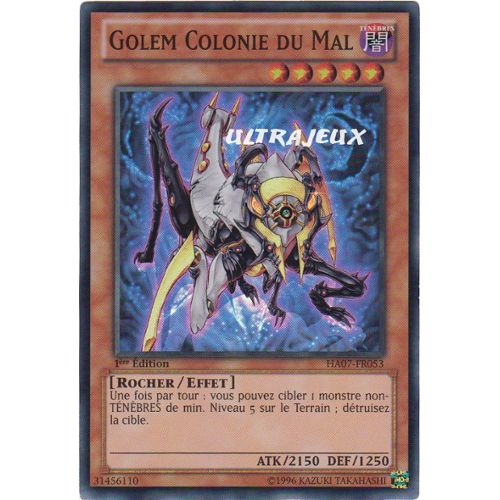 Golem Colonie du Mal
TÉNÈBRES
闇
ULTRAJEUX
1ère Édition
HA07-FR053
[Rocher / Effet]
Une fois par tour : vous pouvez cibler 1 monstre non-
TÉNÈBRES de min. Niveau 5 sur le Terrain ; détruisez
la cible.
ATK/2150 DEF/1250
31456110
©1996 KAZUKI TAKAHASHI